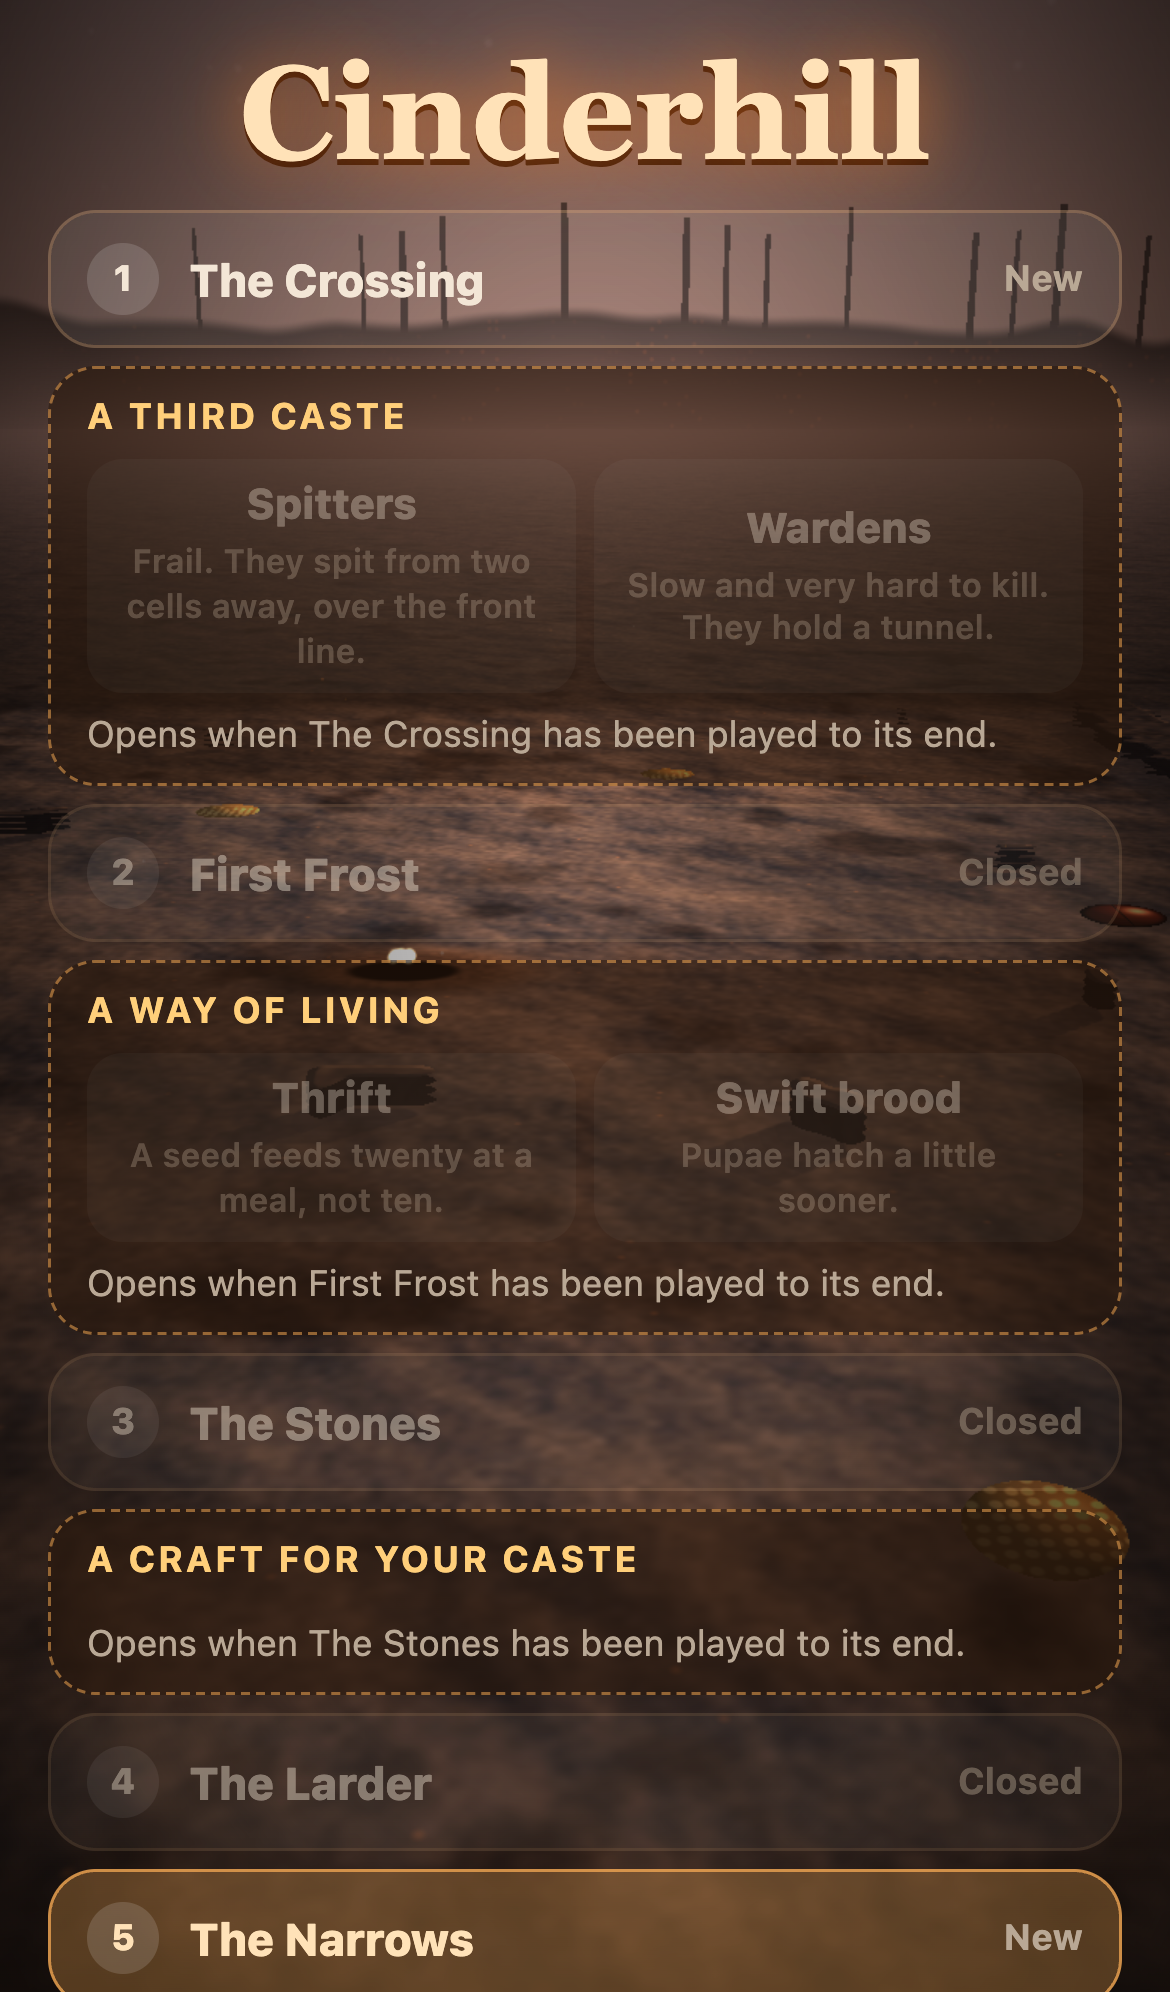 Cinderhill
1 The Crossing New
A THIRD CASTE
Spitters
Frail. They spit from two
cells away, over the front
line.
Wardens
Slow and very hard to kill.
They hold a tunnel.
Opens when The Crossing has been played to its end.
2 First Frost Closed
A WAY OF LIVING
Thrift
A seed feeds twenty at a
meal, not ten.
Swift brood
Pupae hatch a little
sooner.
Opens when First Frost has been played to its end.
3 The Stones Closed
A CRAFT FOR YOUR CASTE
Opens when The Stones has been played to its end.
4 The Larder Closed
5 The Narrows New